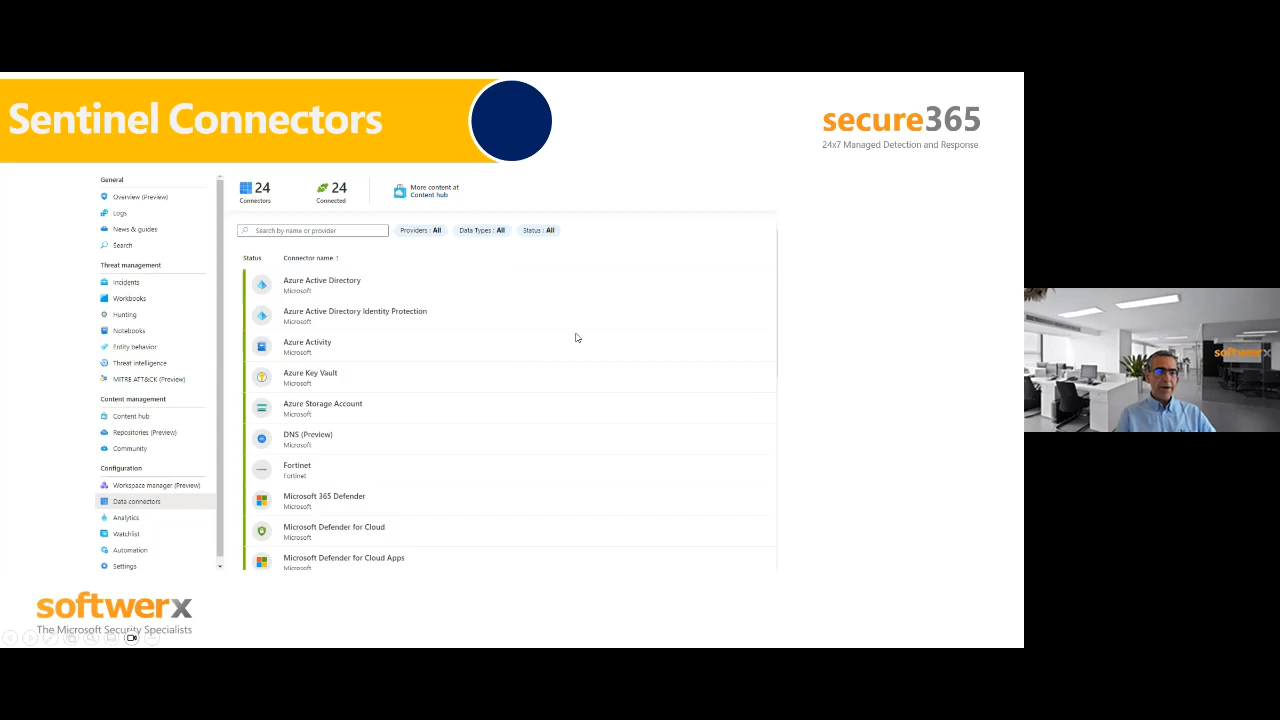 Sentinel Connectors
secure365
24x7 Managed Detection and Response
General
Overview (Preview)
Logs
News & guides
Search
Threat management
Incidents
Workbooks
Hunting
Notebooks
Entity behavior
Threat intelligence
MITRE ATT&CK (Preview)
Content management
Content hub
Repositories (Preview)
Community
Configuration
Workspace manager (Preview)
Data connectors
Analytics
Watchlist
Automation
Settings
24
Connectors
24
Connected
More content at
Content hub
Search by name or provider
Providers : All
Data Types : All
Status : All
Status
Connector name ↑
Azure Active Directory
Microsoft
Azure Active Directory Identity Protection
Microsoft
Azure Activity
Microsoft
Azure Key Vault
Microsoft
Azure Storage Account
Microsoft
DNS (Preview)
Microsoft
Fortinet
Fortinet
Microsoft 365 Defender
Microsoft
Microsoft Defender for Cloud
Microsoft
Microsoft Defender for Cloud Apps
Microsoft
softwerx
The Microsoft Security Specialists
softwerx